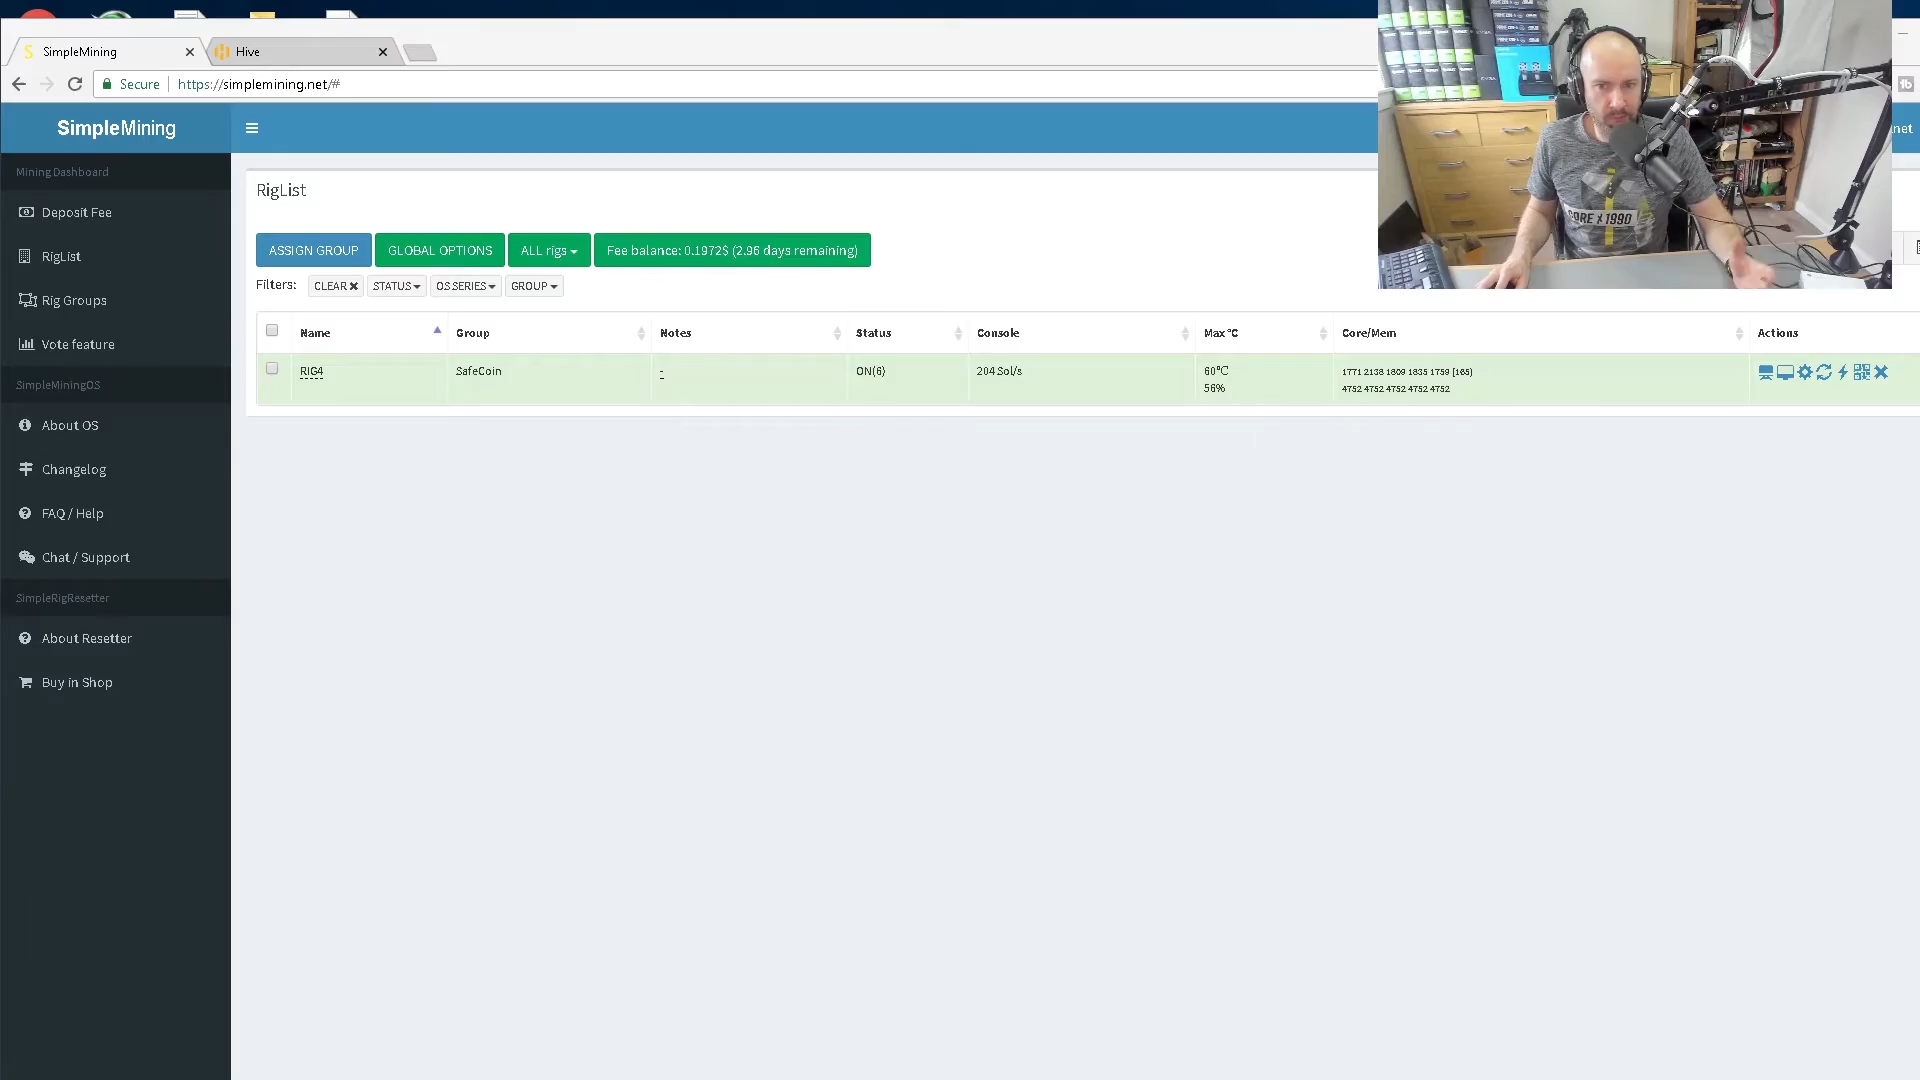 SimpleMining
Hive
Secure
https://simplemining.net/#
SimpleMining
net
Mining Dashboard
Deposit Fee
RigList
Rig Groups
Vote feature
SimpleMiningOS
About OS
Changelog
FAQ / Help
Chat / Support
SimpleRigResetter
About Resetter
Buy in Shop
RigList
ASSIGN GROUP
GLOBAL OPTIONS
ALL rigs
Fee balance: 0.1972$ (2.96 days remaining)
Filters:
CLEAR
STATUS
OS SERIES
GROUP
Name
Group
Notes
Status
Console
Max °C
Core/Mem
Actions
RIG4
SafeCoin
-
ON(6)
204 Sol/s
60°C
56%
1771 2138 1809 1835 1759 [165]
4752 4752 4752 4752 4752
CORE X 1990